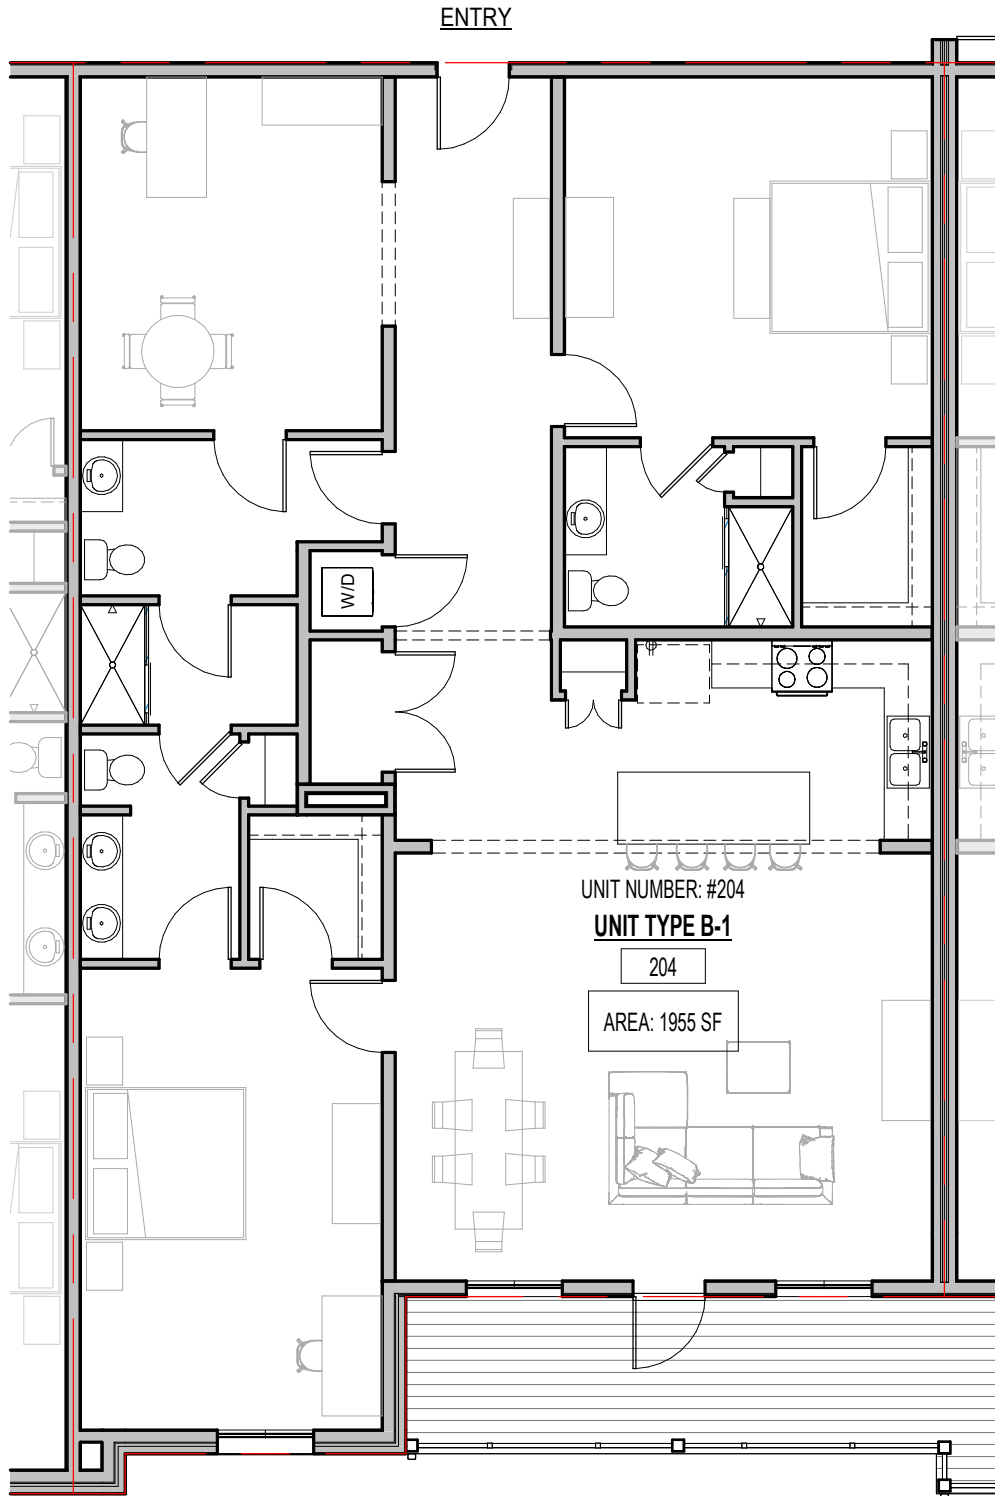 ENTRY
W/D
UNIT NUMBER: #204
UNIT TYPE B-1
204
AREA: 1955 SF